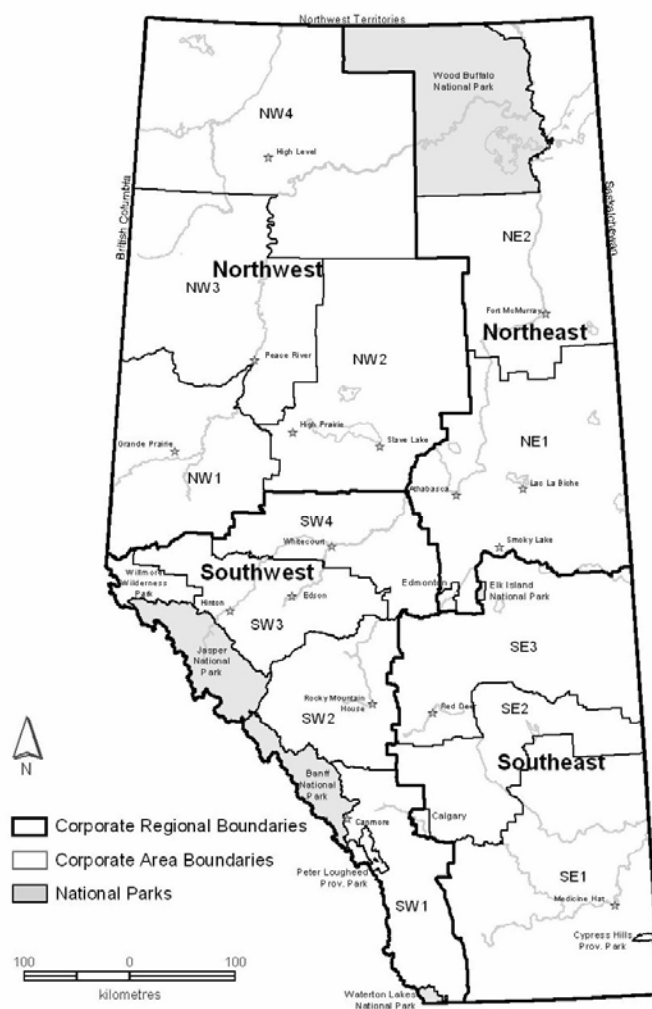 Northwest Territories
Wood Buffalo
National Park
NW4
High Level
British Columbia
Saskatchewan
NE2
Northwest
NW3
Fort McMurray
Northeast
Peace River
NW2
High Prairie
Grande Prairie
Slave Lake
NE1
NW1
Athabasca
Lac La Biche
SW4
Whitecourt
Smoky Lake
Southwest
Willmore
Wilderness
Park
Edmonton
Elk Island
National Park
Edson
Hinton
SW3
Jasper
National
Park
SE3
Rocky Mountain
House
Red Deer
SE2
SW2
Southeast
N
Banff
National
Park
Canmore
Calgary
Corporate Regional Boundaries
Corporate Area Boundaries
National Parks
Peter Lougheed
Prov. Park
SE1
Medicine Hat
SW1
Cypress Hills
Prov. Park
100 0 100
kilometres
Waterton Lakes
National Park